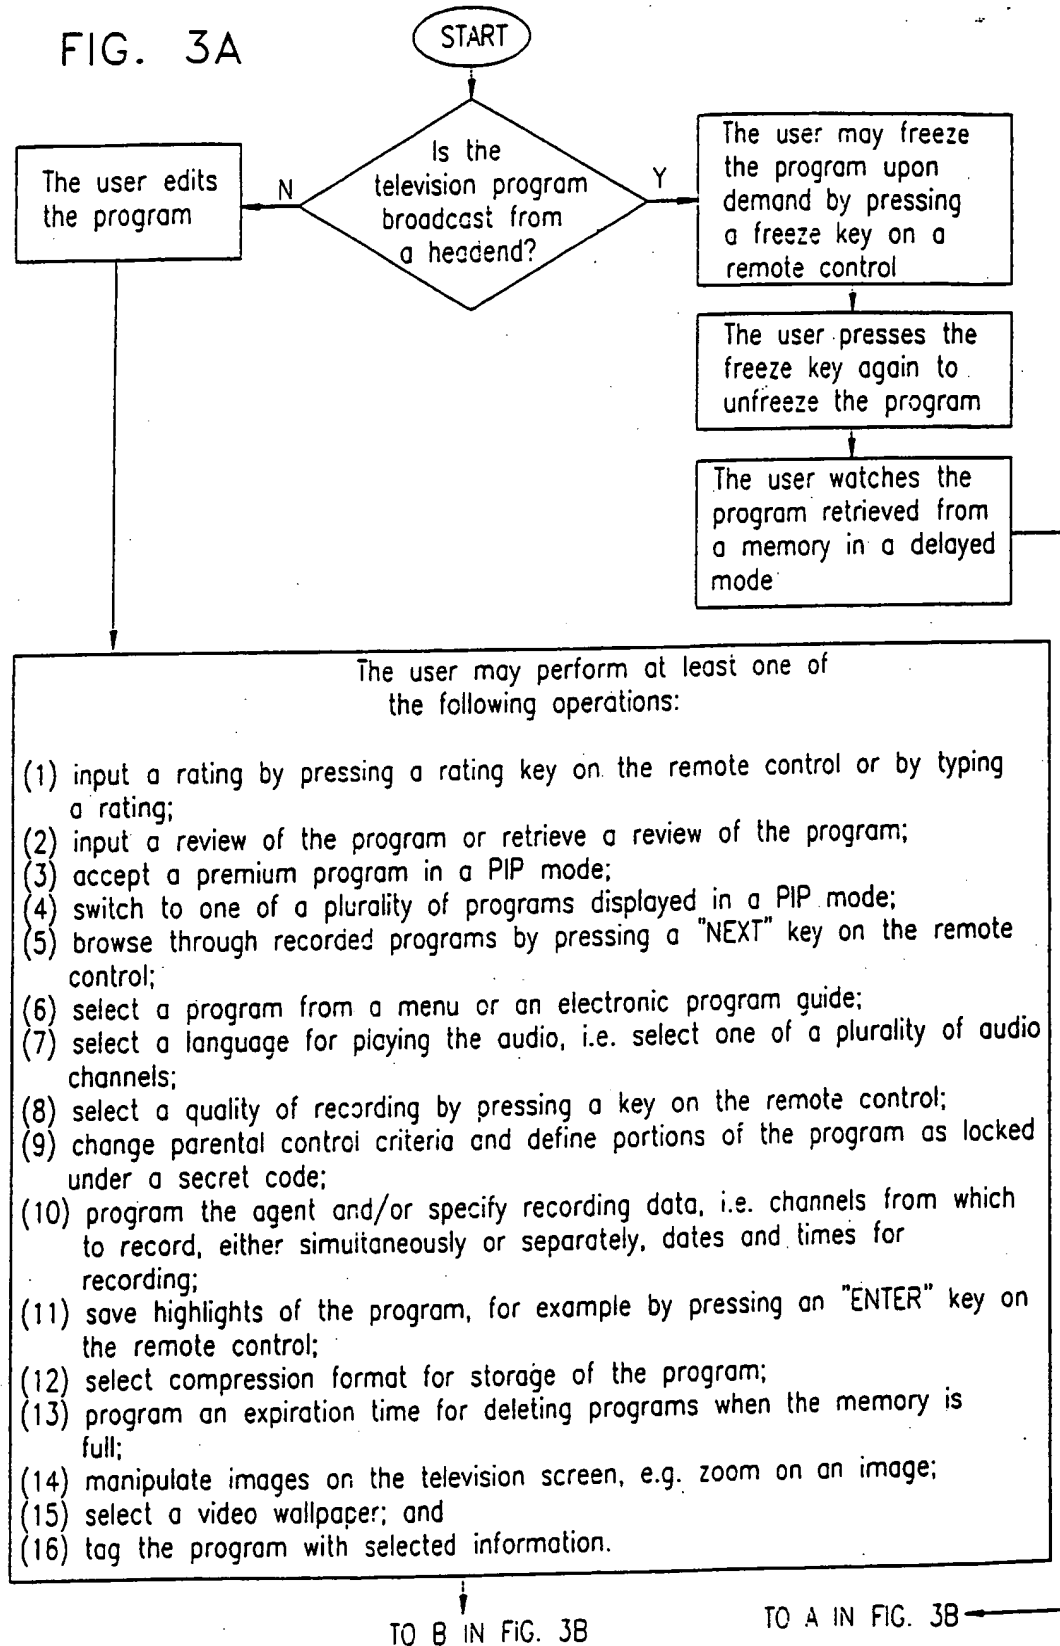 FIG. 3A
START
Is the
television program
broadcast from
a headend?
N
Y
The user edits
the program
The user may freeze
the program upon
demand by pressing
a freeze key on a
remote control
The user presses the
freeze key again to
unfreeze the program
The user watches the
program retrieved from
a memory in a delayed
mode
The user may perform at least one of
the following operations:
(1) input a rating by pressing a rating key on the remote control or by typing
a rating;
(2) input a review of the program or retrieve a review of the program;
(3) accept a premium program in a PIP mode;
(4) switch to one of a plurality of programs displayed in a PIP mode;
(5) browse through recorded programs by pressing a "NEXT" key on the remote
control;
(6) select a program from a menu or an electronic program guide;
(7) select a language for playing the audio, i.e. select one of a plurality of audio
channels;
(8) select a quality of recording by pressing a key on the remote control;
(9) change parental control criteria and define portions of the program as locked
under a secret code;
(10) program the agent and/or specify recording data, i.e. channels from which
to record, either simultaneously or separately, dates and times for
recording;
(11) save highlights of the program, for example by pressing an "ENTER" key on
the remote control;
(12) select compression format for storage of the program;
(13) program an expiration time for deleting programs when the memory is
full;
(14) manipulate images on the television screen, e.g. zoom on an image;
(15) select a video wallpaper; and
(16) tag the program with selected information.
TO B IN FIG. 3B
TO A IN FIG. 3B